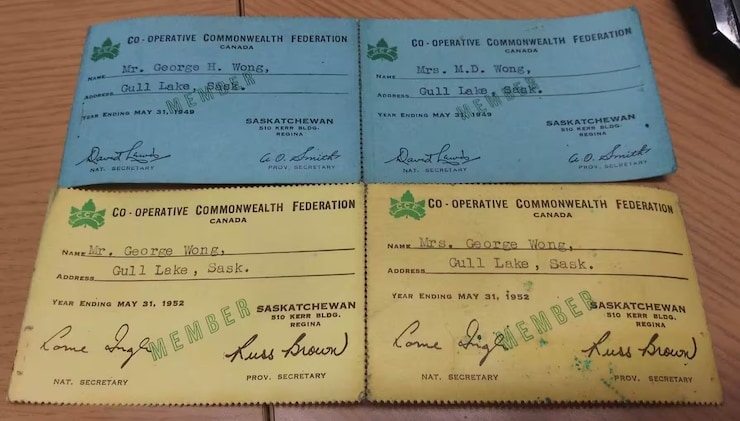 CO-OPERATIVE COMMONWEALTH FEDERATION
CANADA
NAME Mr. George H. Wong,
ADDRESS Gull Lake, Sask.
MEMBER
YEAR ENDING MAY 31, 1949
SASKATCHEWAN
510 KERR BLDG.
REGINA
David Lewis
NAT. SECRETARY
A. O. Smith
PROV. SECRETARY
CO-OPERATIVE COMMONWEALTH FEDERATION
CANADA
NAME Mrs. M.D. Wong,
ADDRESS Gull Lake, Sask.
MEMBER
YEAR ENDING MAY 31, 1949
SASKATCHEWAN
510 KERR BLDG.
REGINA
David Lewis
NAT. SECRETARY
A. O. Smith
PROV. SECRETARY
CCF
CO-OPERATIVE COMMONWEALTH FEDERATION
CANADA
NAME Mr. George Wong,
ADDRESS Gull Lake, Sask.
YEAR ENDING MAY 31, 1952
MEMBER
SASKATCHEWAN
510 KERR BLDG.
REGINA
Lorne Ingle
Russ Brown
NAT. SECRETARY
PROV. SECRETARY
CCF
CO-OPERATIVE COMMONWEALTH FEDERATION
CANADA
NAME Mrs. George Wong,
ADDRESS Gull Lake, Sask.
YEAR ENDING MAY 31, 1952
MEMBER
SASKATCHEWAN
510 KERR BLDG.
REGINA
Lorne Ingle
Russ Brown
NAT. SECRETARY
PROV. SECRETARY